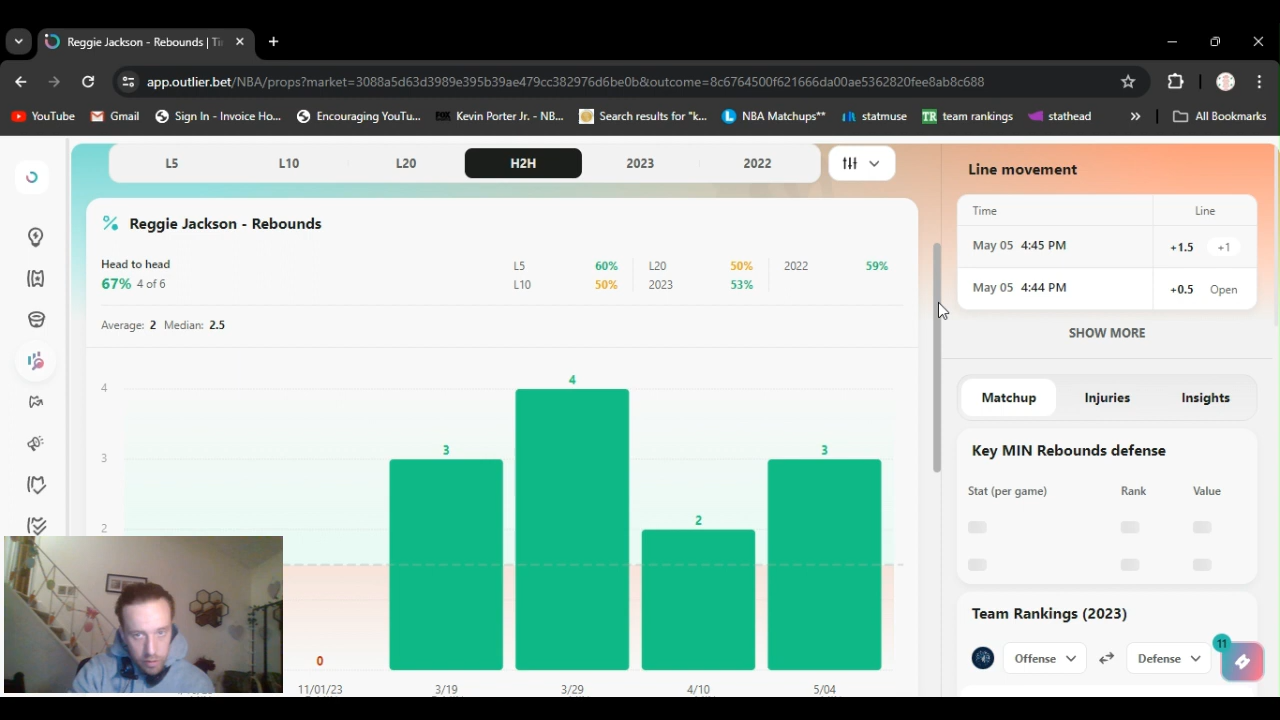 Reggie Jackson - Rebounds | Ti
app.outlier.bet/NBA/props?market=3088a5d63d3989e395b39ae479cc382976d6be0b&outcome=8c6764500f621666da00ae5362820fee8ab8c688
YouTube Gmail Sign In - Invoice Ho... Encouraging YouTu... Kevin Porter Jr. - NB... Search results for "k... NBA Matchups** statmuse team rankings stathead » All Bookmarks
L5 L10 L20 H2H 2023 2022
Reggie Jackson - Rebounds
Head to head
67% 4 of 6
L5 60% L20 50% 2022 59%
L10 50% 2023 53%
Average: 2 Median: 2.5
4
3
2
0
3
4
2
3
11/01/23 3/19 3/29 4/10 5/04
Line movement
Time Line
May 05 4:45 PM +1.5 +1
May 05 4:44 PM +0.5 Open
SHOW MORE
Matchup Injuries Insights
Key MIN Rebounds defense
Stat (per game) Rank Value
Team Rankings (2023)
Offense Defense
11